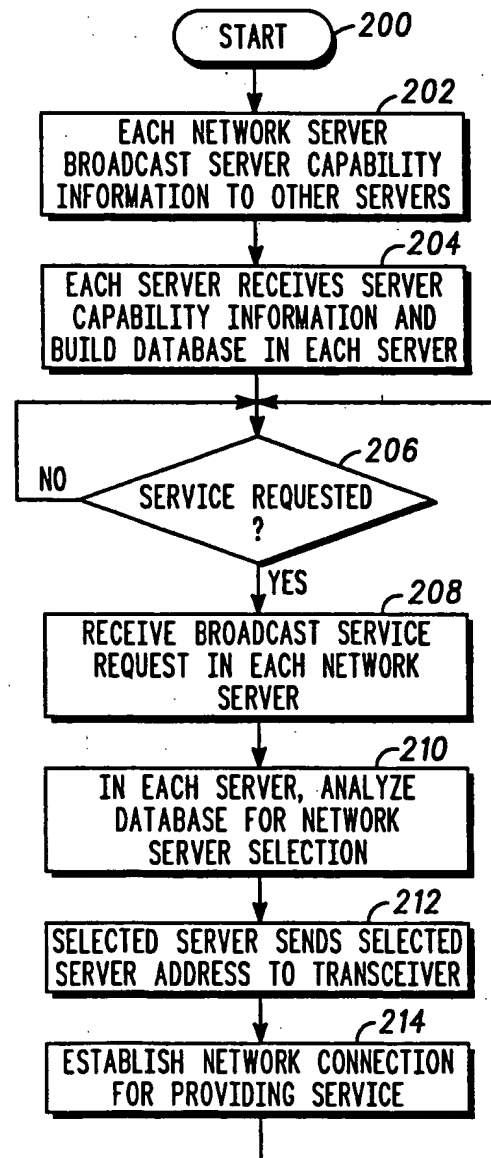 START
200
202
EACH NETWORK SERVER
BROADCAST SERVER CAPABILITY
INFORMATION TO OTHER SERVERS
204
EACH SERVER RECEIVES SERVER
CAPABILITY INFORMATION AND
BUILD DATABASE IN EACH SERVER
206
NO
SERVICE REQUESTED
?
YES
208
RECEIVE BROADCAST SERVICE
REQUEST IN EACH NETWORK
SERVER
210
IN EACH SERVER, ANALYZE
DATABASE FOR NETWORK
SERVER SELECTION
212
SELECTED SERVER SENDS SELECTED
SERVER ADDRESS TO TRANSCEIVER
214
ESTABLISH NETWORK CONNECTION
FOR PROVIDING SERVICE